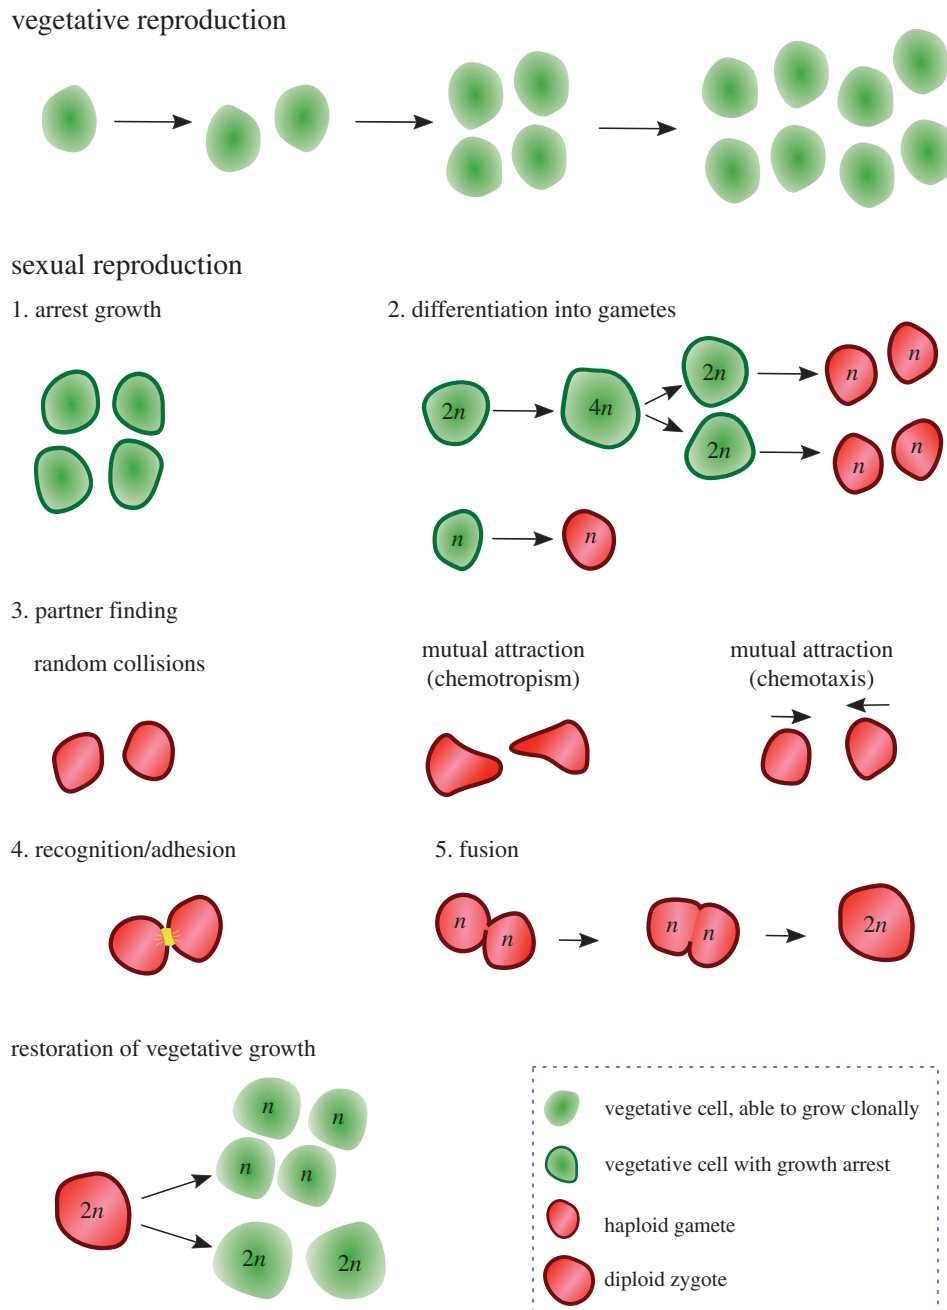 vegetative reproduction
sexual reproduction
1. arrest growth
2. differentiation into gametes
2n
4n
2n
2n
n
n
n
n
n
n
3. partner finding
random collisions
mutual attraction
(chemotropism)
mutual attraction
(chemotaxis)
4. recognition/adhesion
5. fusion
n
n
n
n
2n
restoration of vegetative growth
2n
n
n
n
n
2n
2n
vegetative cell, able to grow clonally
vegetative cell with growth arrest
haploid gamete
diploid zygote